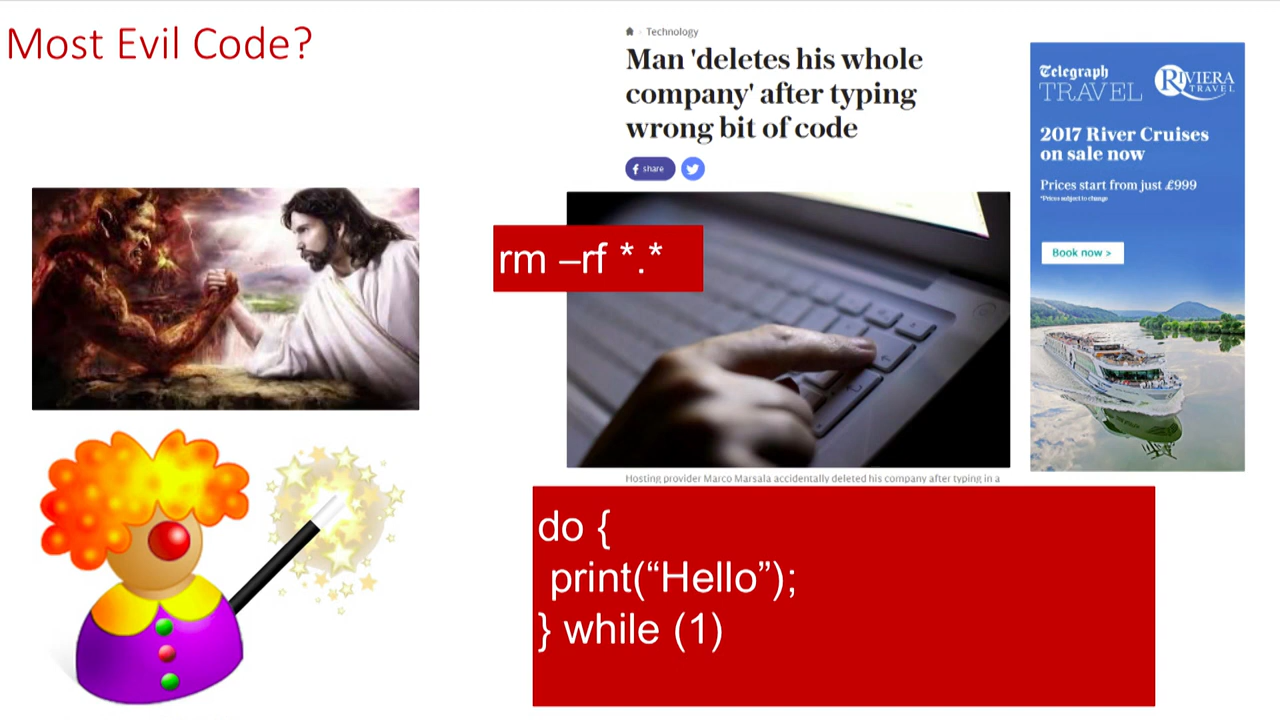 Most Evil Code?
Technology
Man 'deletes his whole
company' after typing
wrong bit of code
share
rm –rf *.*
Hosting provider Marco Marsala accidentally deleted his company after typing in a
do {
print(“Hello”);
} while (1)
Telegraph
TRAVEL
RIVIERA
TRAVEL
2017 River Cruises
on sale now
Prices start from just £999
*Prices subject to change
Book now >